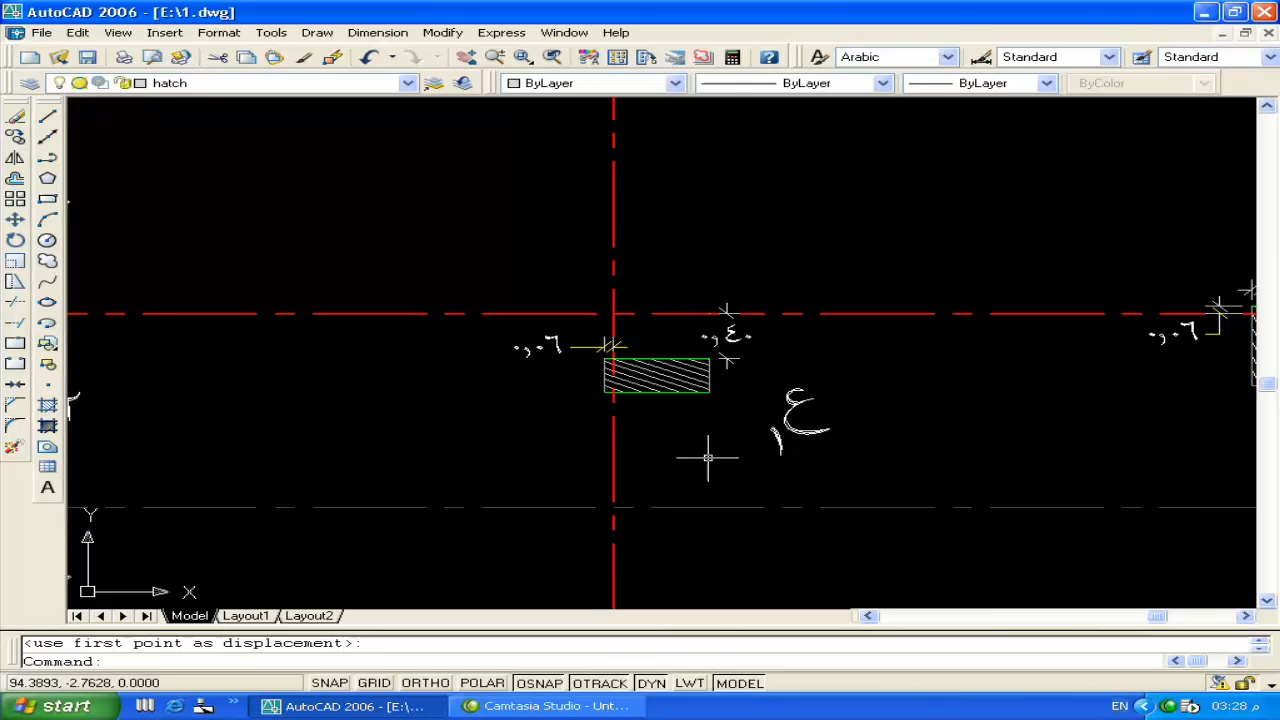 AutoCAD 2006 - [E:\1.dwg]
File Edit View Insert Format Tools Draw Dimension Modify Express Window Help
Arabic Standard Standard
hatch ByLayer ByLayer ByLayer ByColor
٠,٠٦ ٠,٤٠ ٠,٠٦
ع١
Y
X
A
Model Layout1 Layout2
<use first point as displacement>:
Command:
94.3893, -2.7628, 0.0000 SNAP GRID ORTHO POLAR OSNAP OTRACK DYN LWT MODEL
start AutoCAD 2006 - [E:\... Camtasia Studio - Unt... EN 03:28 م